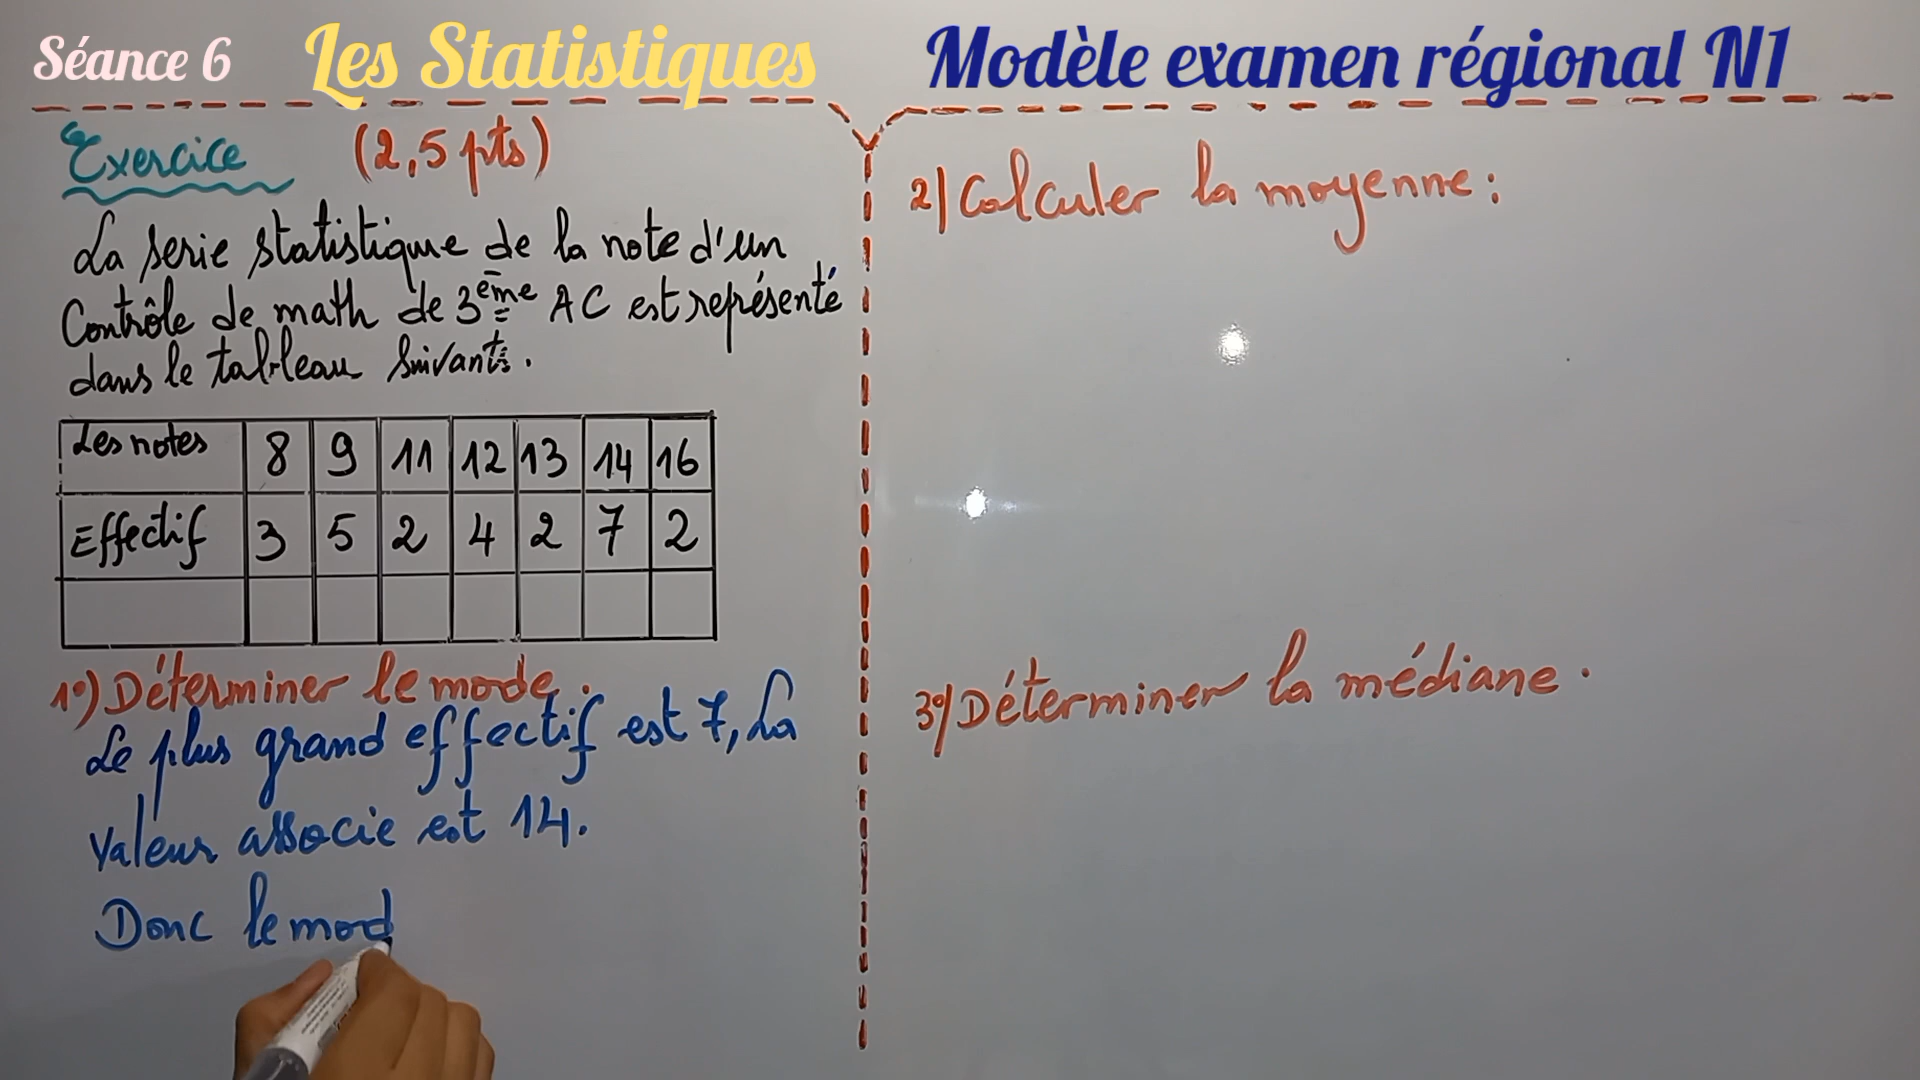 Séance 6 Les Statistiques Modèle examen régional N1
Exercice (2,5 pts)
La serie statistique de la note d'un
Contrôle de math de 3ème AC est représenté
dans le tableau suivants.
Les notes 8 9 11 12 13 14 16
Effectif 3 5 2 4 2 7 2
1°) Déterminer le mode.
Le plus grand effectif est 7, La
valeur associe est 14.
Donc le mod
2) Calculer la moyenne :
3°) Déterminer la médiane.